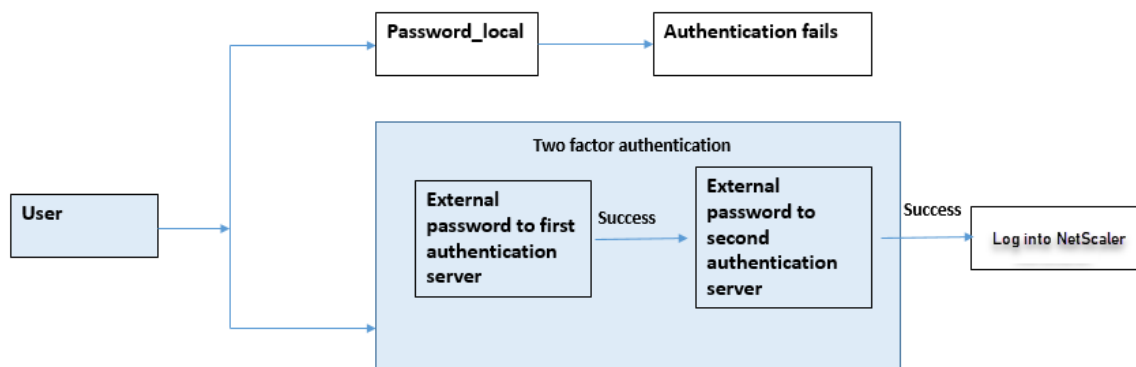 Password_local
Authentication fails
Two factor authentication
User
External
password to first
authentication
server
Success
External
password to
second
authentication
server
Success
Log into NetScaler